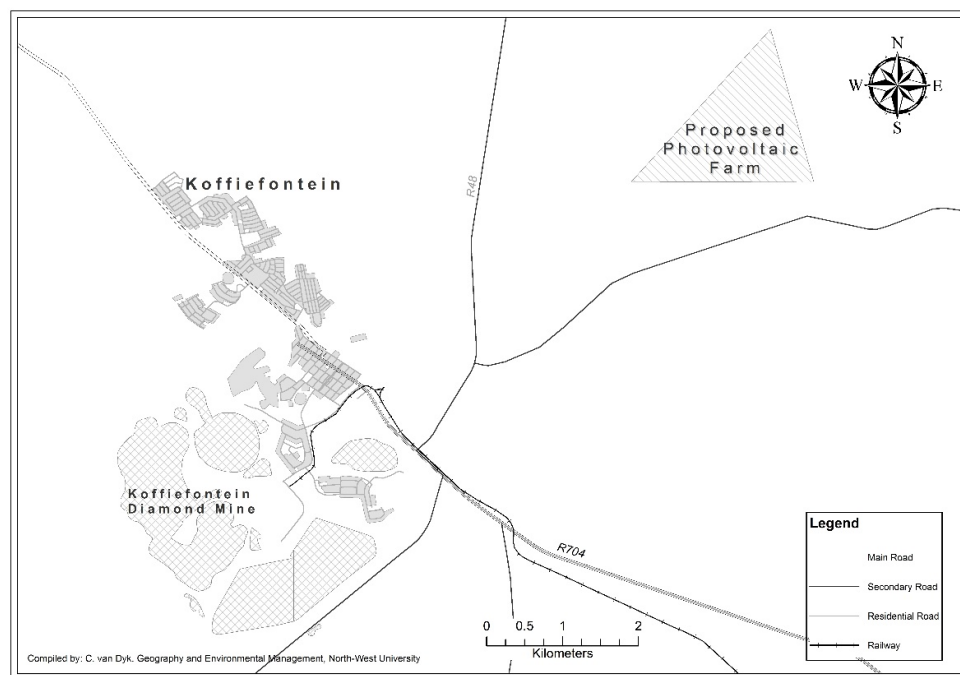 N
W E
S
Proposed
Photovoltaic
Farm
Koffiefontein
R48
Koffiefontein
Diamond Mine
R704
Legend
Main Road
Secondary Road
Residential Road
Railway
0 0.5 1 2
Kilometers
Compiled by: C. van Dyk. Geography and Environmental Management, North-West University